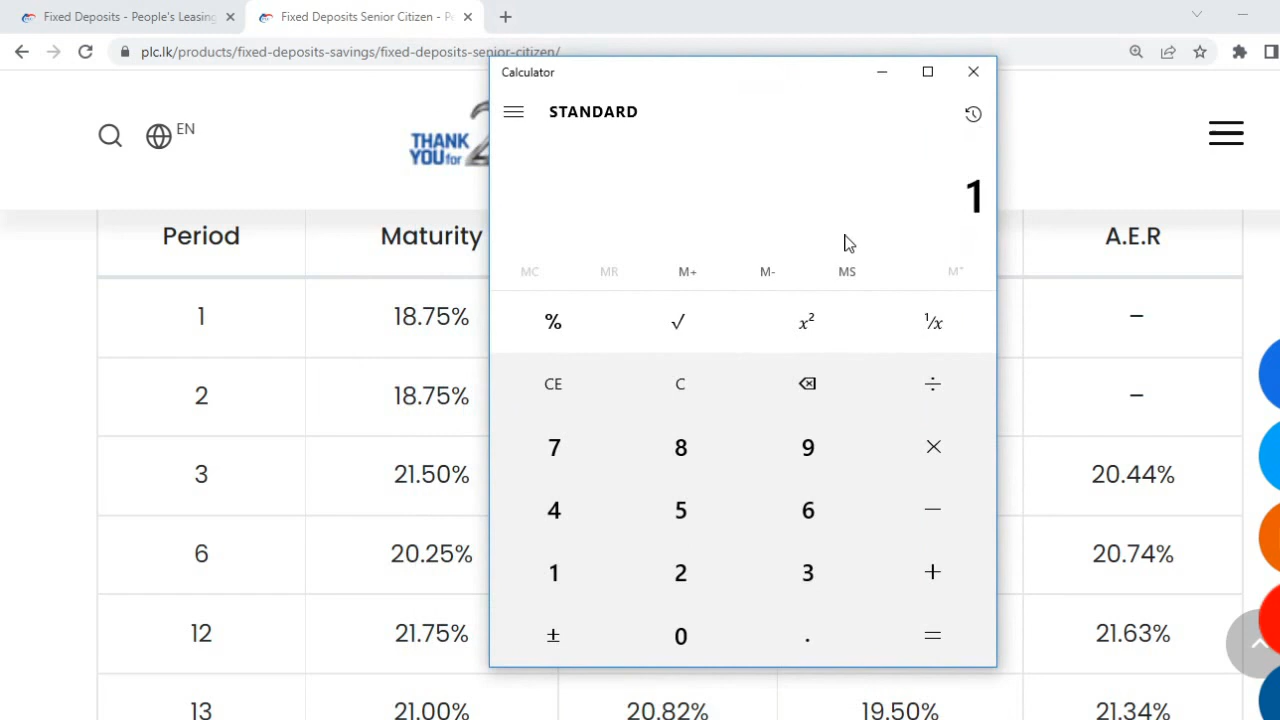 Fixed Deposits - People's Leasing
Fixed Deposits Senior Citizen - Pe
plc.lk/products/fixed-deposits-savings/fixed-deposits-senior-citizen/
Calculator
STANDARD
EN
THANK
YOU for 2
1
Period Maturity A.E.R
MC MR M+ M- MS M˅
% √ x² ¹/x
CE C ÷
7 8 9 ×
4 5 6 −
1 2 3 +
± 0 . =
1 18.75% –
2 18.75% –
3 21.50% 20.44%
6 20.25% 20.74%
12 21.75% 21.63%
13 21.00% 20.82% 19.50% 21.34%